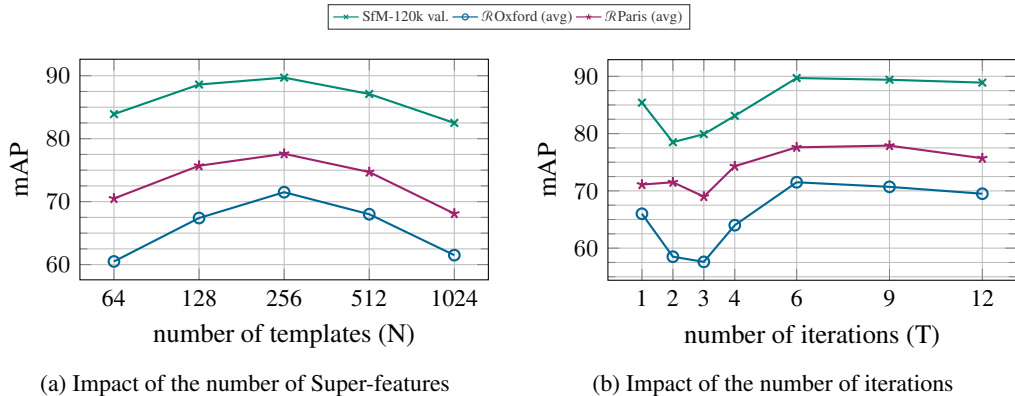 SfM-120k val. ℛOxford (avg) ℛParis (avg)
90
80
70
60
mAP
64 128 256 512 1024
number of templates (N)
(a) Impact of the number of Super-features
90
80
70
60
mAP
1 2 3 4 6 9 12
number of iterations (T)
(b) Impact of the number of iterations